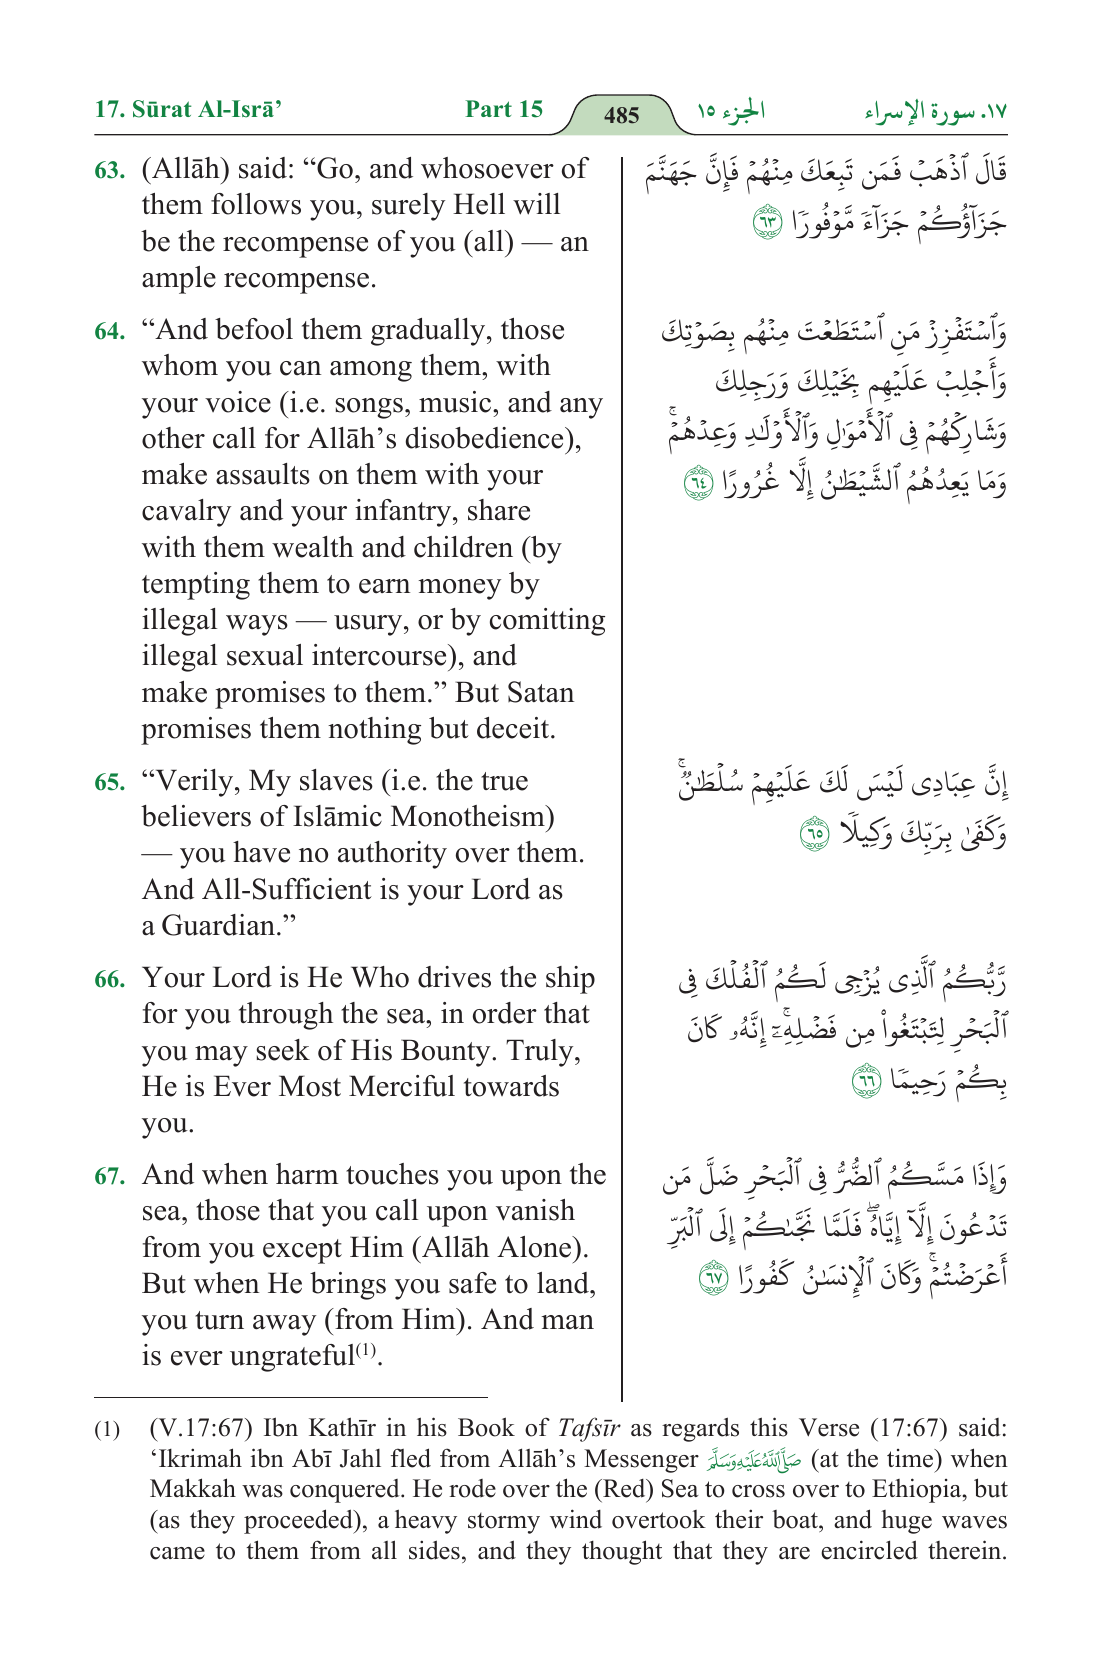 17. Sūrat Al-Isrā’ Part 15 485 الجزء ١٥ ١٧. سورة الإسراء
63. (Allāh) said: “Go, and whosoever of
them follows you, surely Hell will
be the recompense of you (all) — an
ample recompense.
قَالَ ٱذْهَبْ فَمَن تَبِعَكَ مِنْهُمْ فَإِنَّ جَهَنَّمَ
جَزَآؤُكُمْ جَزَآءً مَّوْفُورًا ٦٣
64. “And befool them gradually, those
whom you can among them, with
your voice (i.e. songs, music, and any
other call for Allāh’s disobedience),
make assaults on them with your
cavalry and your infantry, share
with them wealth and children (by
tempting them to earn money by
illegal ways — usury, or by comitting
illegal sexual intercourse), and
make promises to them.” But Satan
promises them nothing but deceit.
وَٱسْتَفْزِزْ مَنِ ٱسْتَطَعْتَ مِنْهُم بِصَوْتِكَ
وَأَجْلِبْ عَلَيْهِم بِخَيْلِكَ وَرَجِلِكَ
وَشَارِكْهُمْ فِى ٱلْأَمْوَٰلِ وَٱلْأَوْلَـٰدِ وَعِدْهُمْ ۚ
وَمَا يَعِدُهُمُ ٱلشَّيْطَـٰنُ إِلَّا غُرُورًا ٦٤
65. “Verily, My slaves (i.e. the true
believers of Islāmic Monotheism)
— you have no authority over them.
And All-Sufficient is your Lord as
a Guardian.”
إِنَّ عِبَادِى لَيْسَ لَكَ عَلَيْهِمْ سُلْطَـٰنٌ ۚ
وَكَفَىٰ بِرَبِّكَ وَكِيلًا ٦٥
66. Your Lord is He Who drives the ship
for you through the sea, in order that
you may seek of His Bounty. Truly,
He is Ever Most Merciful towards
you.
رَّبُّكُمُ ٱلَّذِى يُزْجِى لَكُمُ ٱلْفُلْكَ فِى
ٱلْبَحْرِ لِتَبْتَغُوا۟ مِن فَضْلِهِۦٓ ۚ إِنَّهُۥ كَانَ
بِكُمْ رَحِيمًا ٦٦
67. And when harm touches you upon the
sea, those that you call upon vanish
from you except Him (Allāh Alone).
But when He brings you safe to land,
you turn away (from Him). And man
is ever ungrateful(1).
وَإِذَا مَسَّكُمُ ٱلضُّرُّ فِى ٱلْبَحْرِ ضَلَّ مَن
تَدْعُونَ إِلَّآ إِيَّاهُ ۖ فَلَمَّا نَجَّىٰكُمْ إِلَى ٱلْبَرِّ
أَعْرَضْتُمْ ۚ وَكَانَ ٱلْإِنسَـٰنُ كَفُورًا ٦٧
(1) (V.17:67) Ibn Kathīr in his Book of Tafsīr as regards this Verse (17:67) said:
‘Ikrimah ibn Abī Jahl fled from Allāh’s Messenger صلى الله عليه وسلم (at the time) when
Makkah was conquered. He rode over the (Red) Sea to cross over to Ethiopia, but
(as they proceeded), a heavy stormy wind overtook their boat, and huge waves
came to them from all sides, and they thought that they are encircled therein.